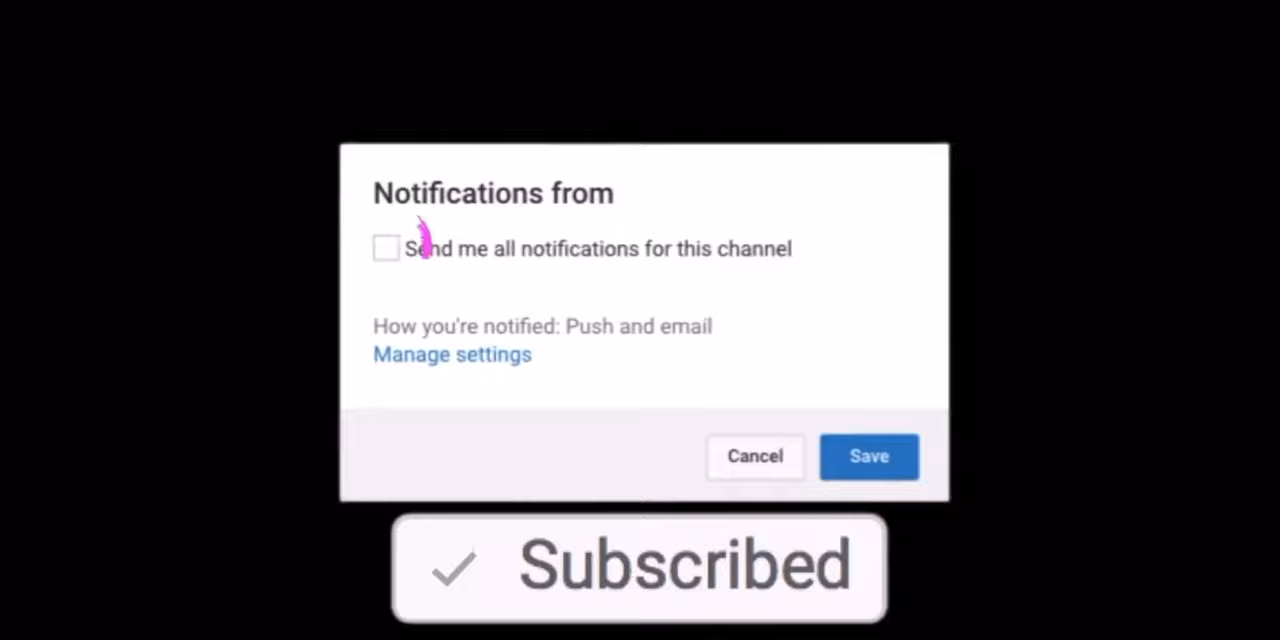 Notifications from
Send me all notifications for this channel
How you're notified: Push and email
Manage settings
Cancel
Save
Subscribed